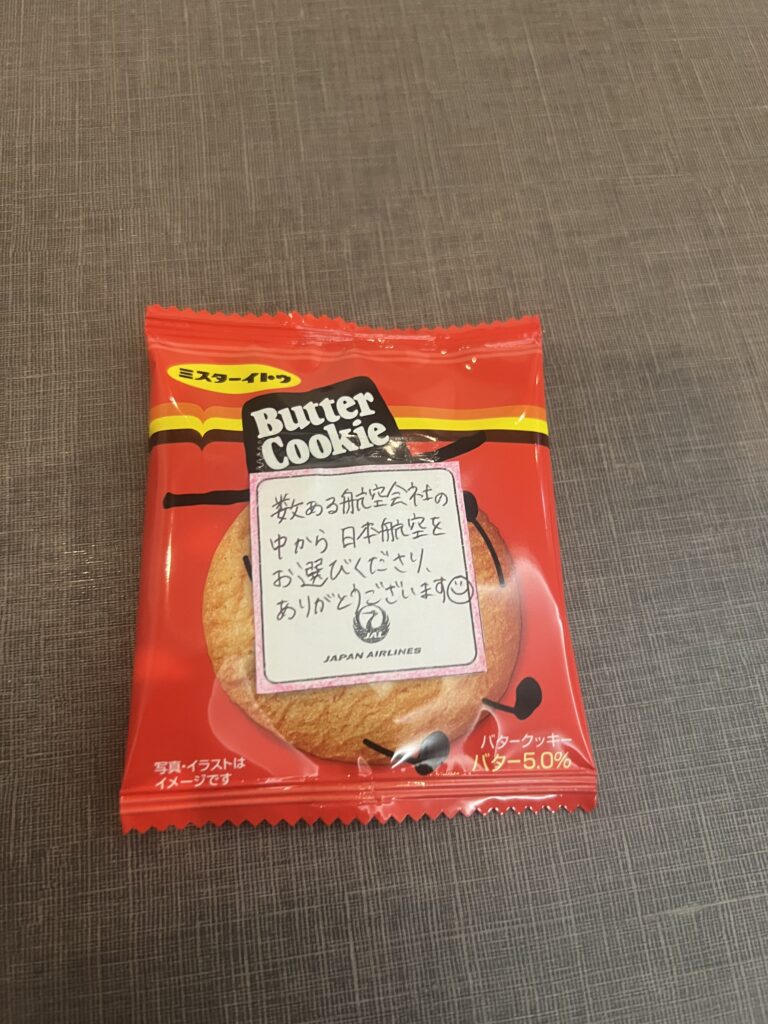 ミスターイトウ
Butter
Cookie
数ある航空会社の
中から 日本航空を
お選びくださり、
ありがとうございます
JAL
JAPAN AIRLINES
バタークッキー
バター5.0%
写真・イラストは
イメージです